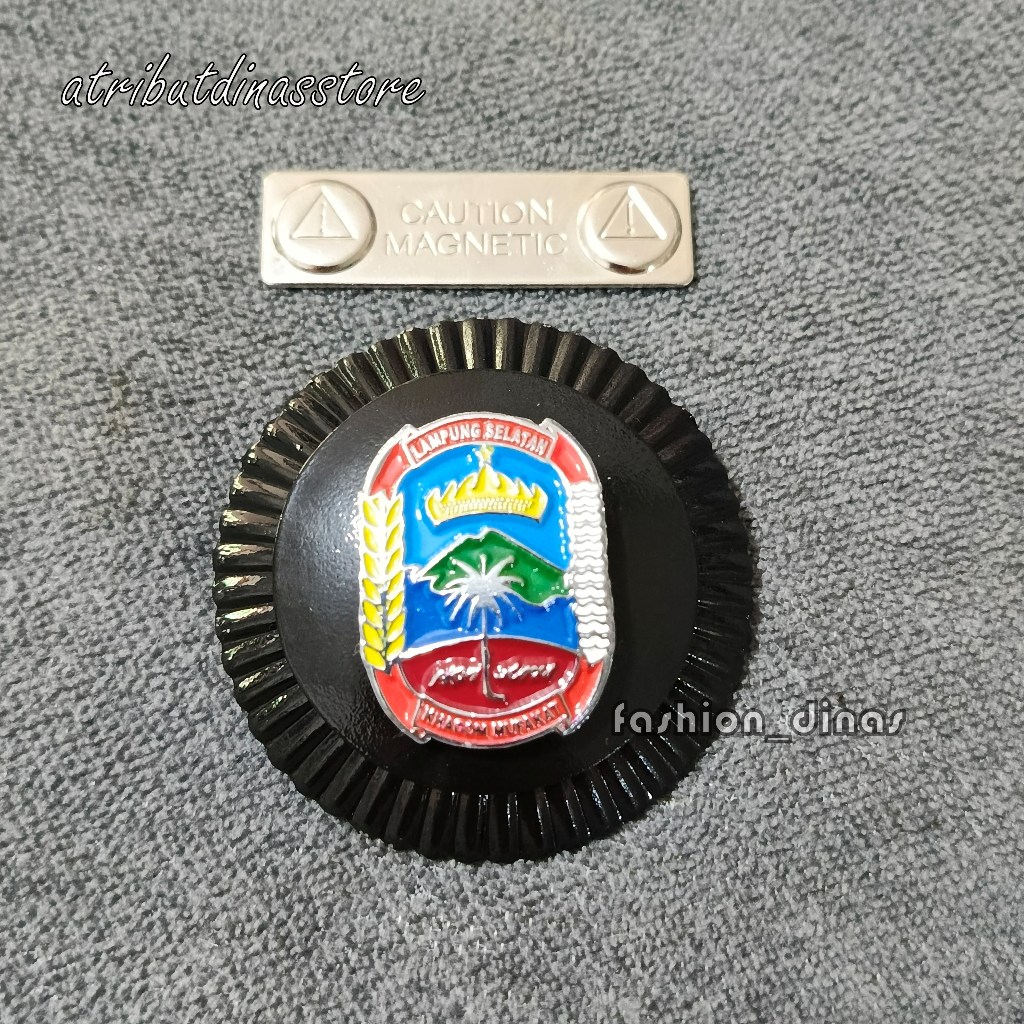 atributdinasstore
CAUTION
MAGNETIC
LAMPUNG SELATAN
KHAGOM MUFAKAT
fashion_dinas